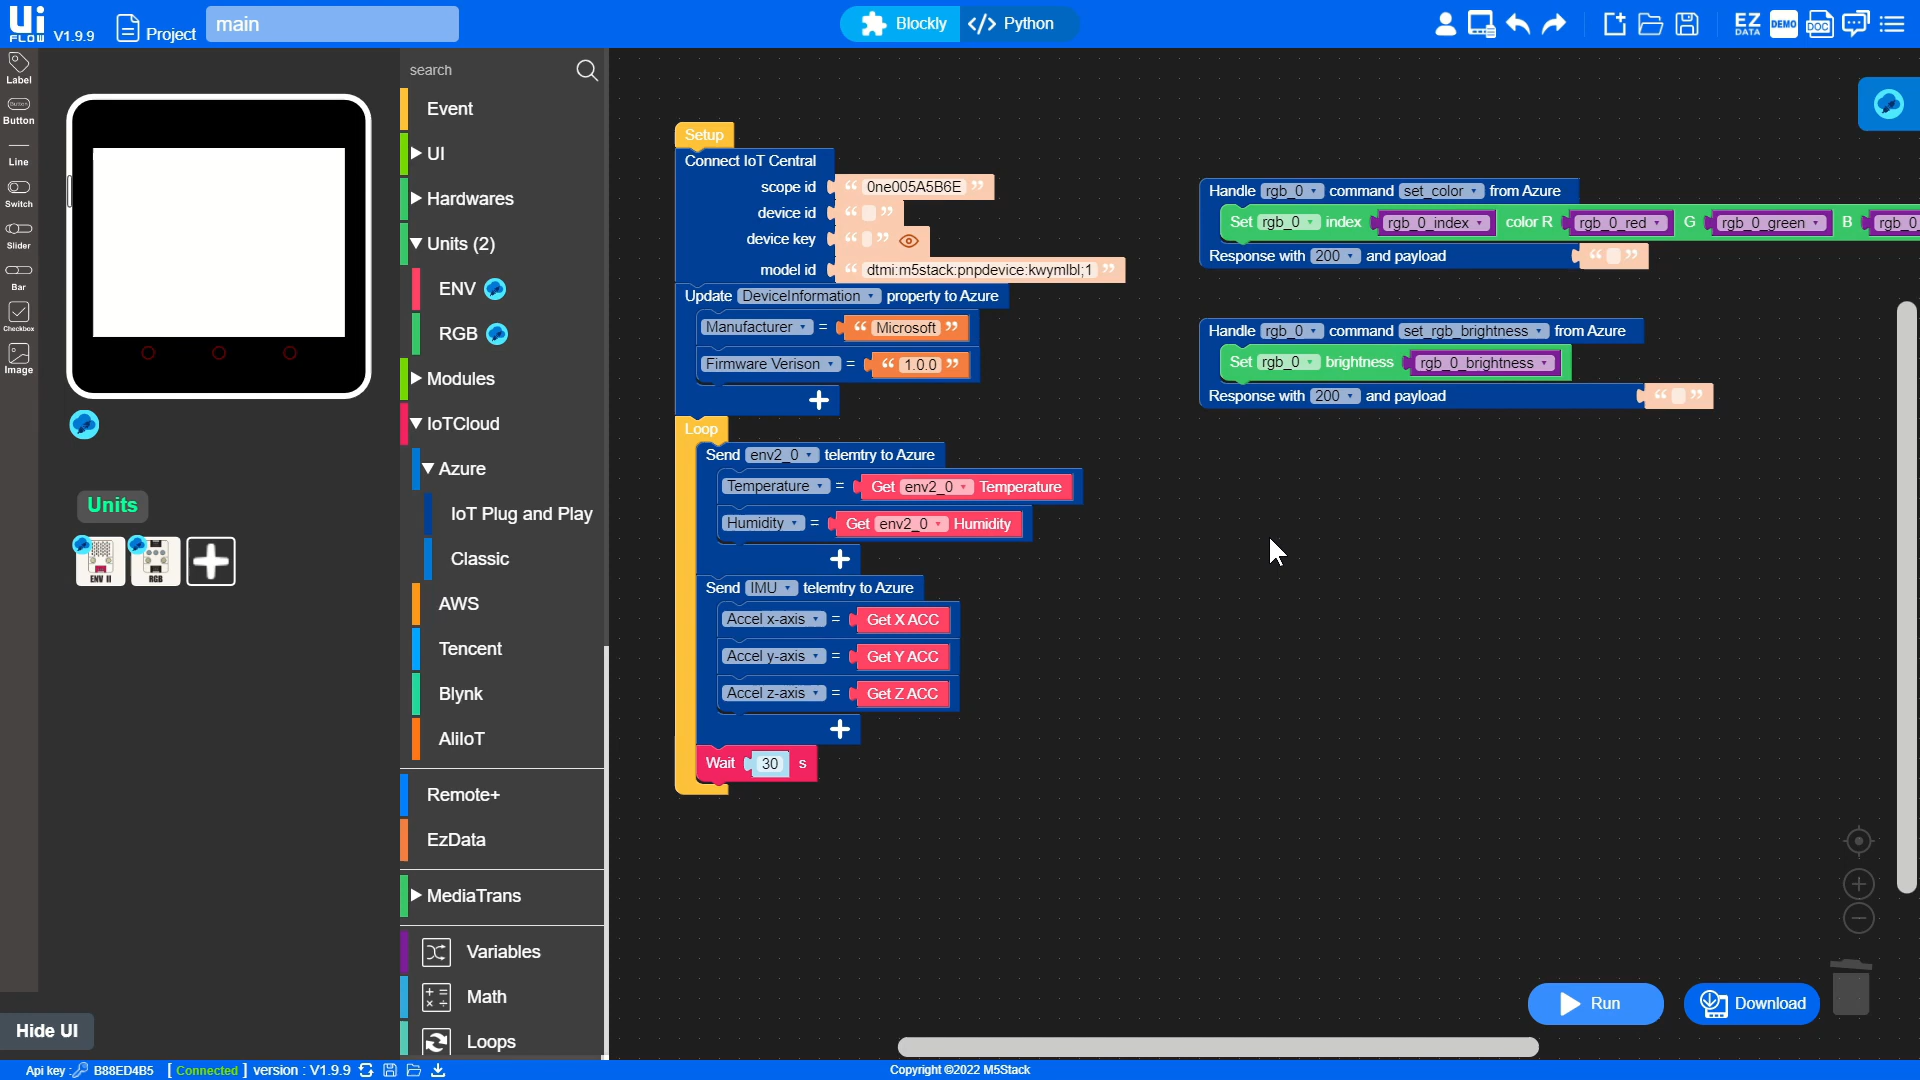 UiFLOW V1.9.9 Project main Blockly </> Python EZ DATA DEMO DOC
Label
Button
Button
Line
Switch
Slider
Bar
Checkbox
Image
Units
ENV II RGB
Hide UI
search
Event
UI
Hardwares
Units (2)
ENV
RGB
Modules
IoTCloud
Azure
IoT Plug and Play
Classic
AWS
Tencent
Blynk
AliIoT
Remote+
EzData
MediaTrans
Variables
Math
Loops
Setup
Connect IoT Central
scope id “ 0ne005A5B6E ”
device id “ ”
device key “ ”
model id “ dtmi:m5stack:pnpdevice:kwymlbl;1 ”
Update DeviceInformation property to Azure
Manufacturer = “ Microsoft ”
Firmware Verison = “ 1.0.0 ”
+
Loop
Send env2_0 telemtry to Azure
Temperature = Get env2_0 Temperature
Humidity = Get env2_0 Humidity
+
Send IMU telemtry to Azure
Accel x-axis = Get X ACC
Accel y-axis = Get Y ACC
Accel z-axis = Get Z ACC
+
Wait 30 s
Handle rgb_0 command set_color from Azure
Set rgb_0 index rgb_0_index color R rgb_0_red G rgb_0_green B rgb_0
Response with 200 and payload “ ”
Handle rgb_0 command set_rgb_brightness from Azure
Set rgb_0 brightness rgb_0_brightness
Response with 200 and payload “ ”
Run Download
Api key : B88ED4B5 [ Connected ] version : V1.9.9 Copyright ©2022 M5Stack